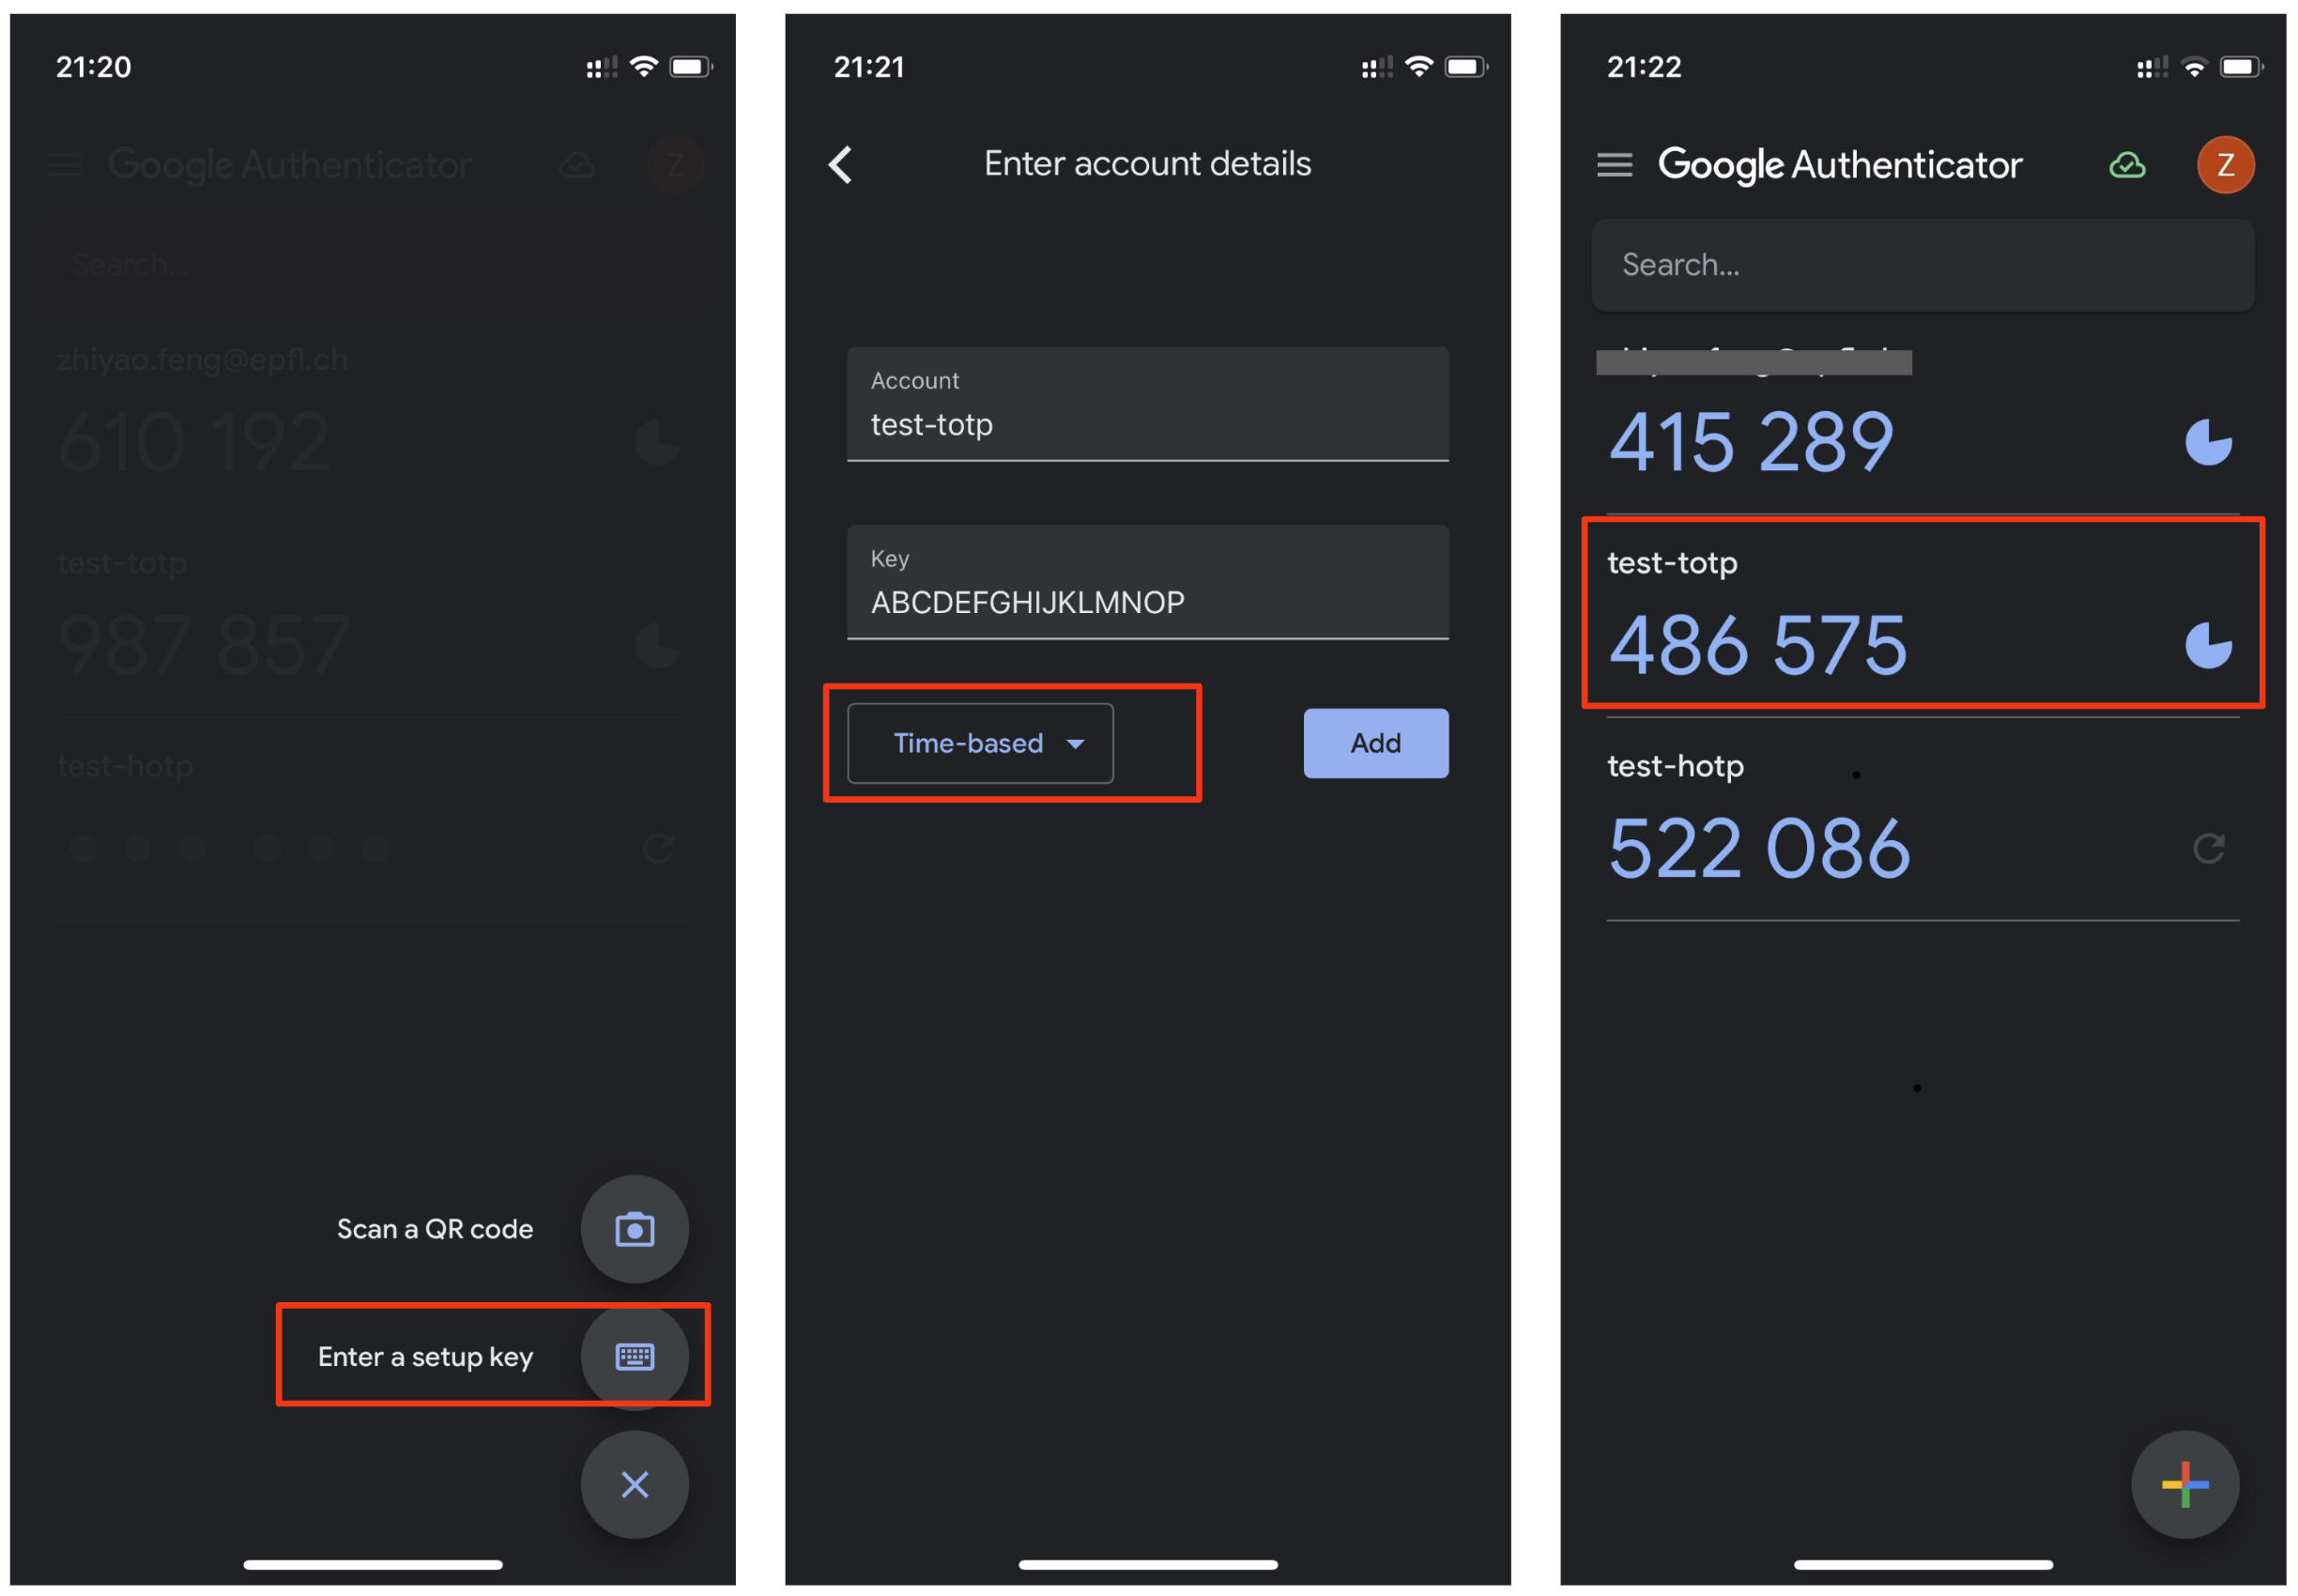 21:20
Google Authenticator
Z
Search...
zhiyao.feng@epfl.ch
610 192
test-totp
987 857
test-hotp
Scan a QR code
Enter a setup key
21:21
Enter account details
Account
test-totp
Key
ABCDEFGHIJKLMNOP
Time-based
Add
21:22
Google Authenticator
Z
Search...
415 289
test-totp
486 575
test-hotp
522 086